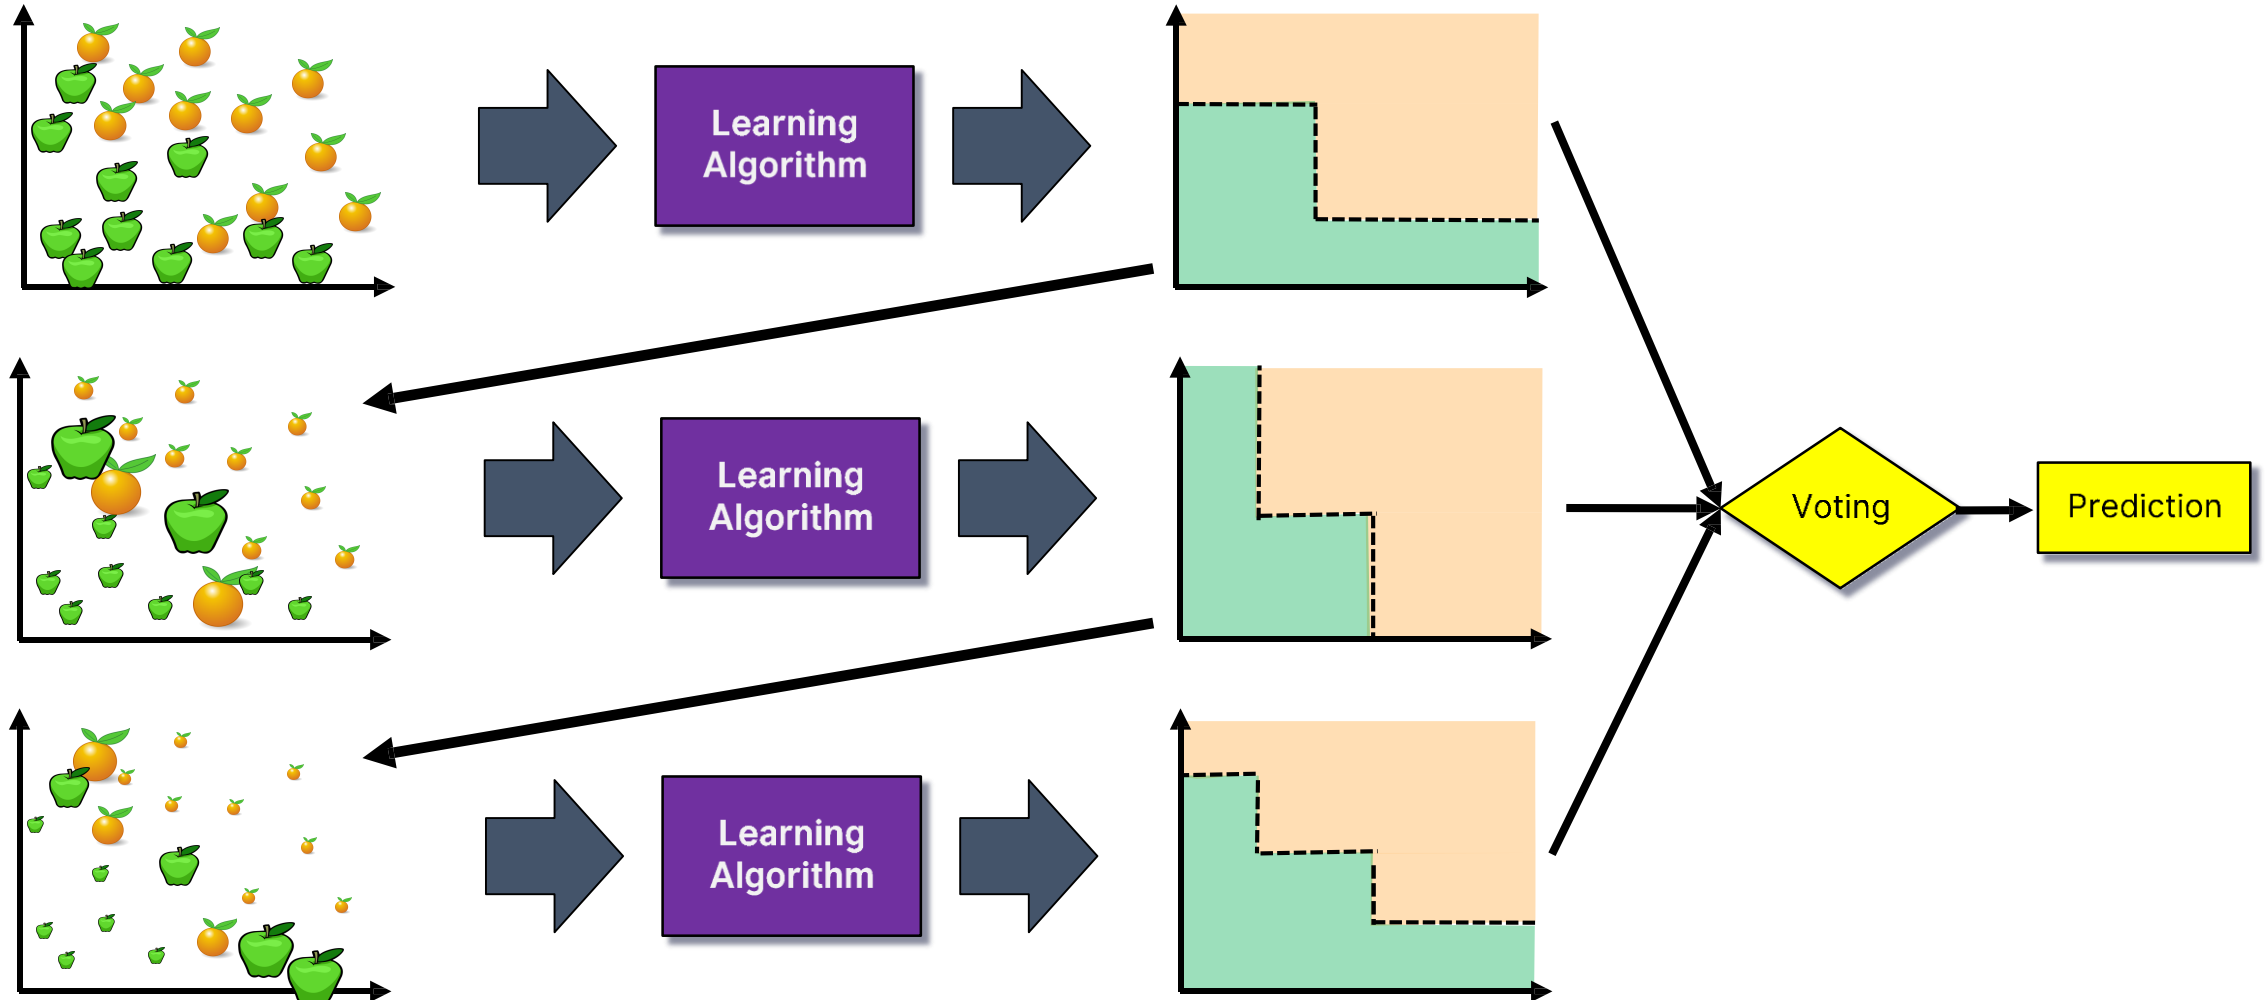 Learning
Algorithm
Learning
Algorithm
Voting
Prediction
Learning
Algorithm